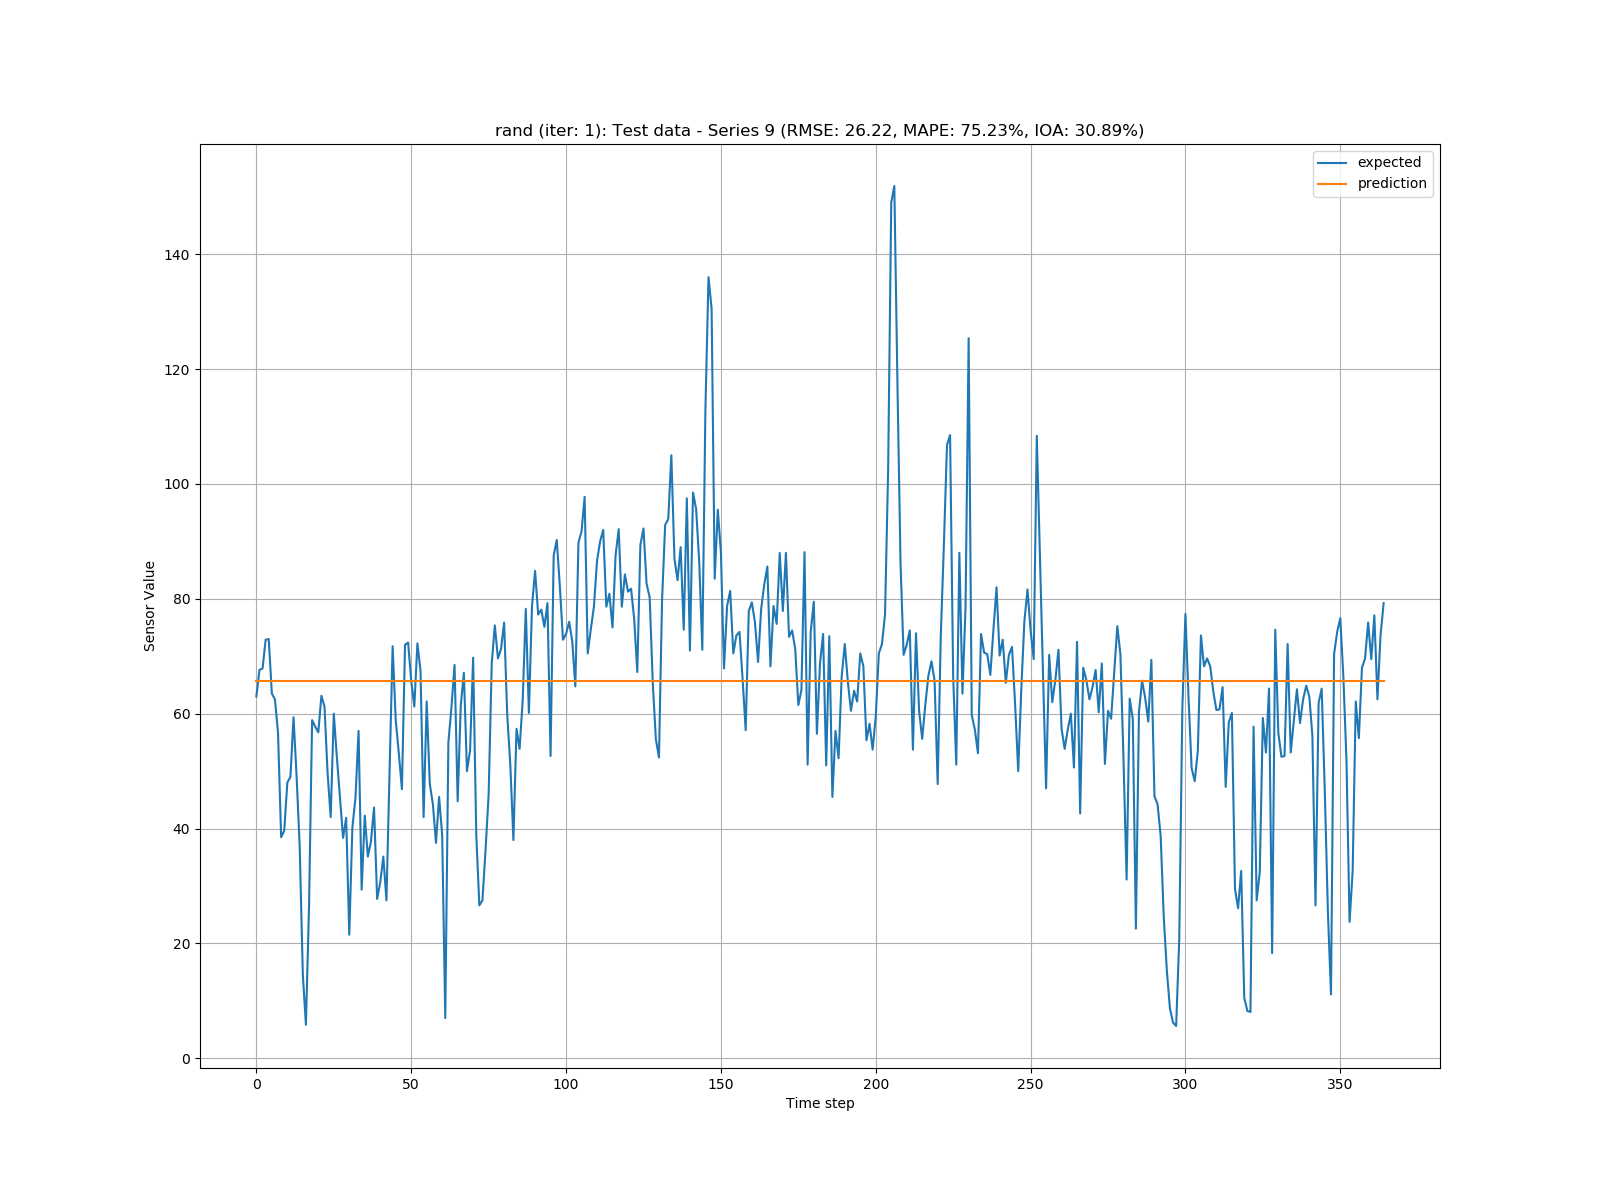 rand (iter: 1): Test data - Series 9 (RMSE: 26.22, MAPE: 75.23%, IOA: 30.89%)
expected
prediction
140
120
100
80
60
40
20
0
Sensor Value
0 50 100 150 200 250 300 350
Time step